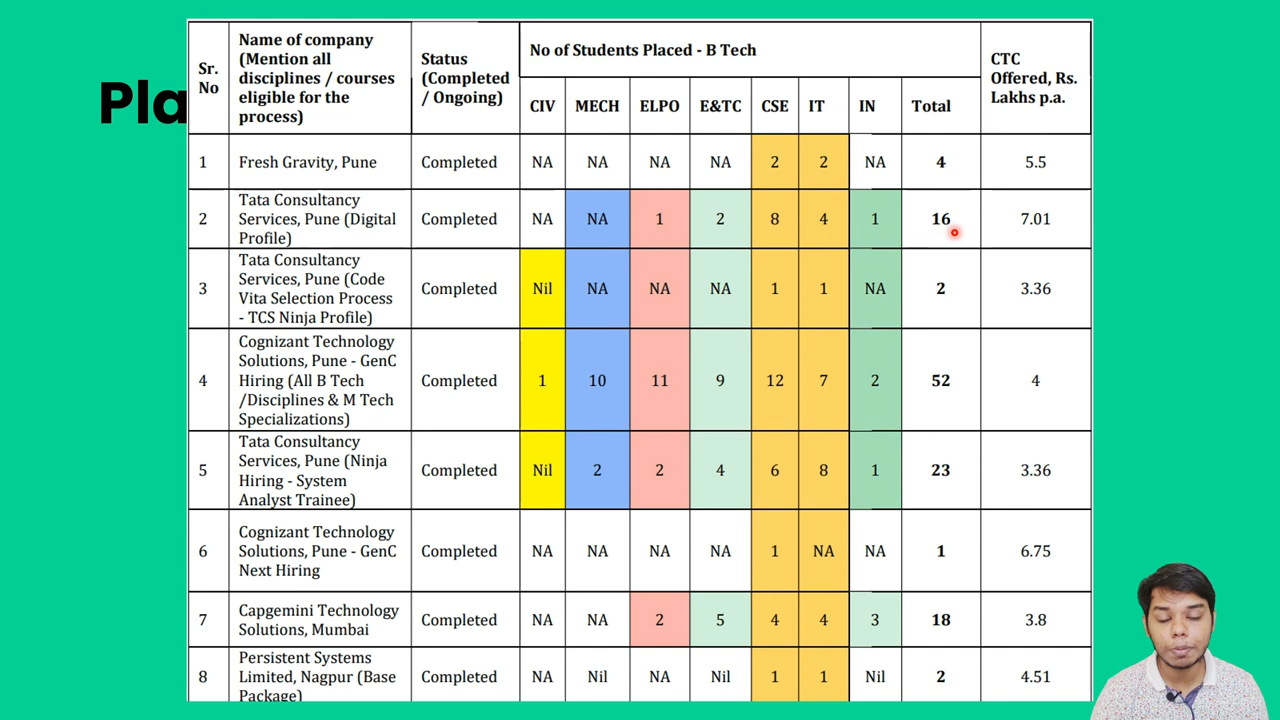 Pla
Sr. No
Name of company
(Mention all
disciplines / courses
eligible for the
process)
Status
(Completed
/ Ongoing)
No of Students Placed - B Tech
CTC
Offered, Rs.
Lakhs p.a.
CIV MECH ELPO E&TC CSE IT IN Total
1 Fresh Gravity, Pune Completed NA NA NA NA 2 2 NA 4 5.5
2 Tata Consultancy
Services, Pune (Digital
Profile) Completed NA NA 1 2 8 4 1 16 7.01
3 Tata Consultancy
Services, Pune (Code
Vita Selection Process
- TCS Ninja Profile) Completed Nil NA NA NA 1 1 NA 2 3.36
4 Cognizant Technology
Solutions, Pune - GenC
Hiring (All B Tech
/Disciplines & M Tech
Specializations) Completed 1 10 11 9 12 7 2 52 4
5 Tata Consultancy
Services, Pune (Ninja
Hiring - System
Analyst Trainee) Completed Nil 2 2 4 6 8 1 23 3.36
6 Cognizant Technology
Solutions, Pune - GenC
Next Hiring Completed NA NA NA NA 1 NA NA 1 6.75
7 Capgemini Technology
Solutions, Mumbai Completed NA NA 2 5 4 4 3 18 3.8
8 Persistent Systems
Limited, Nagpur (Base
Package) Completed NA Nil NA Nil 1 1 Nil 2 4.51